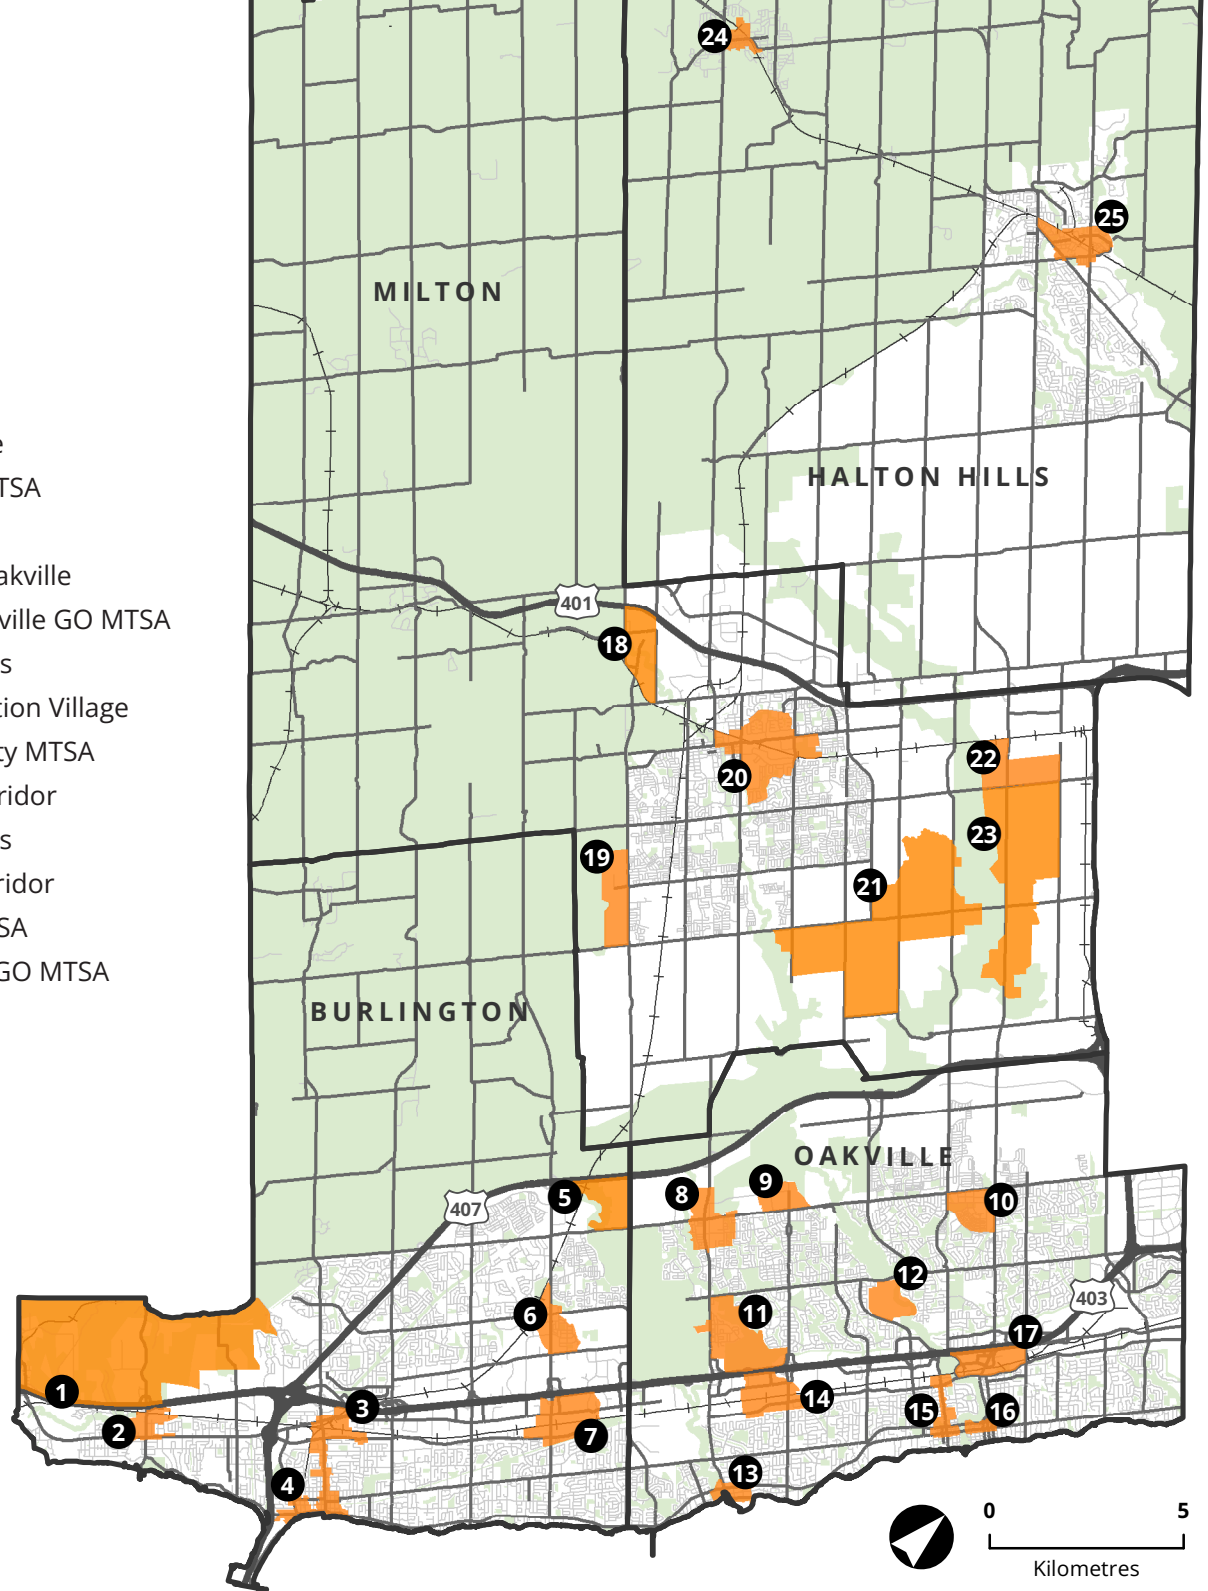 24
25
MILTON
e
TSA
HALTON HILLS
akville
401
ville GO MTSA
18
s
tion Village
ty MTSA
22
20
ridor
23
s
19
ridor
21
SA
GO MTSA
BURLINGTON
OAKVILLE
9
5
8
10
407
12
403
6
11
17
1
14
3
15
16
2
7
13
4
0
5
Kilometres